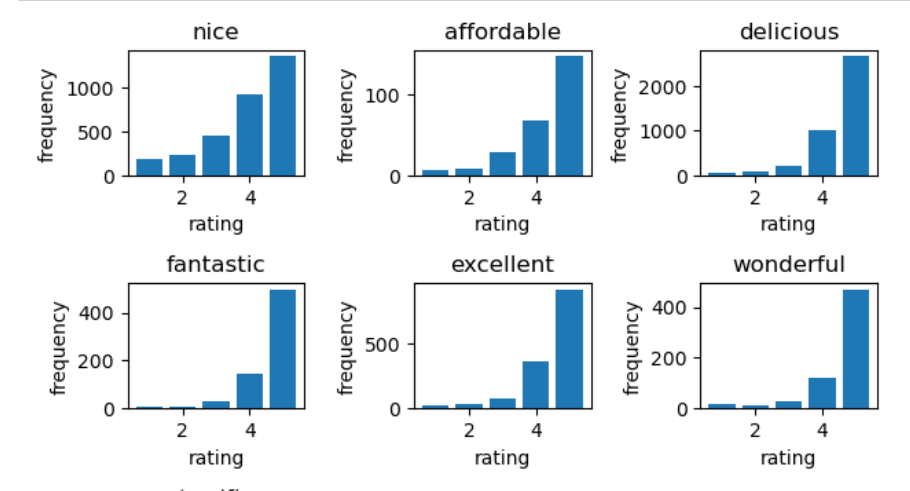 nice affordable delicious
frequency 1000 500 0 frequency 100 0 frequency 2000 1000 0
2 4 2 4 2 4
rating rating rating
fantastic excellent wonderful
frequency 400 200 0 frequency 500 0 frequency 400 200 0
2 4 2 4 2 4
rating rating rating